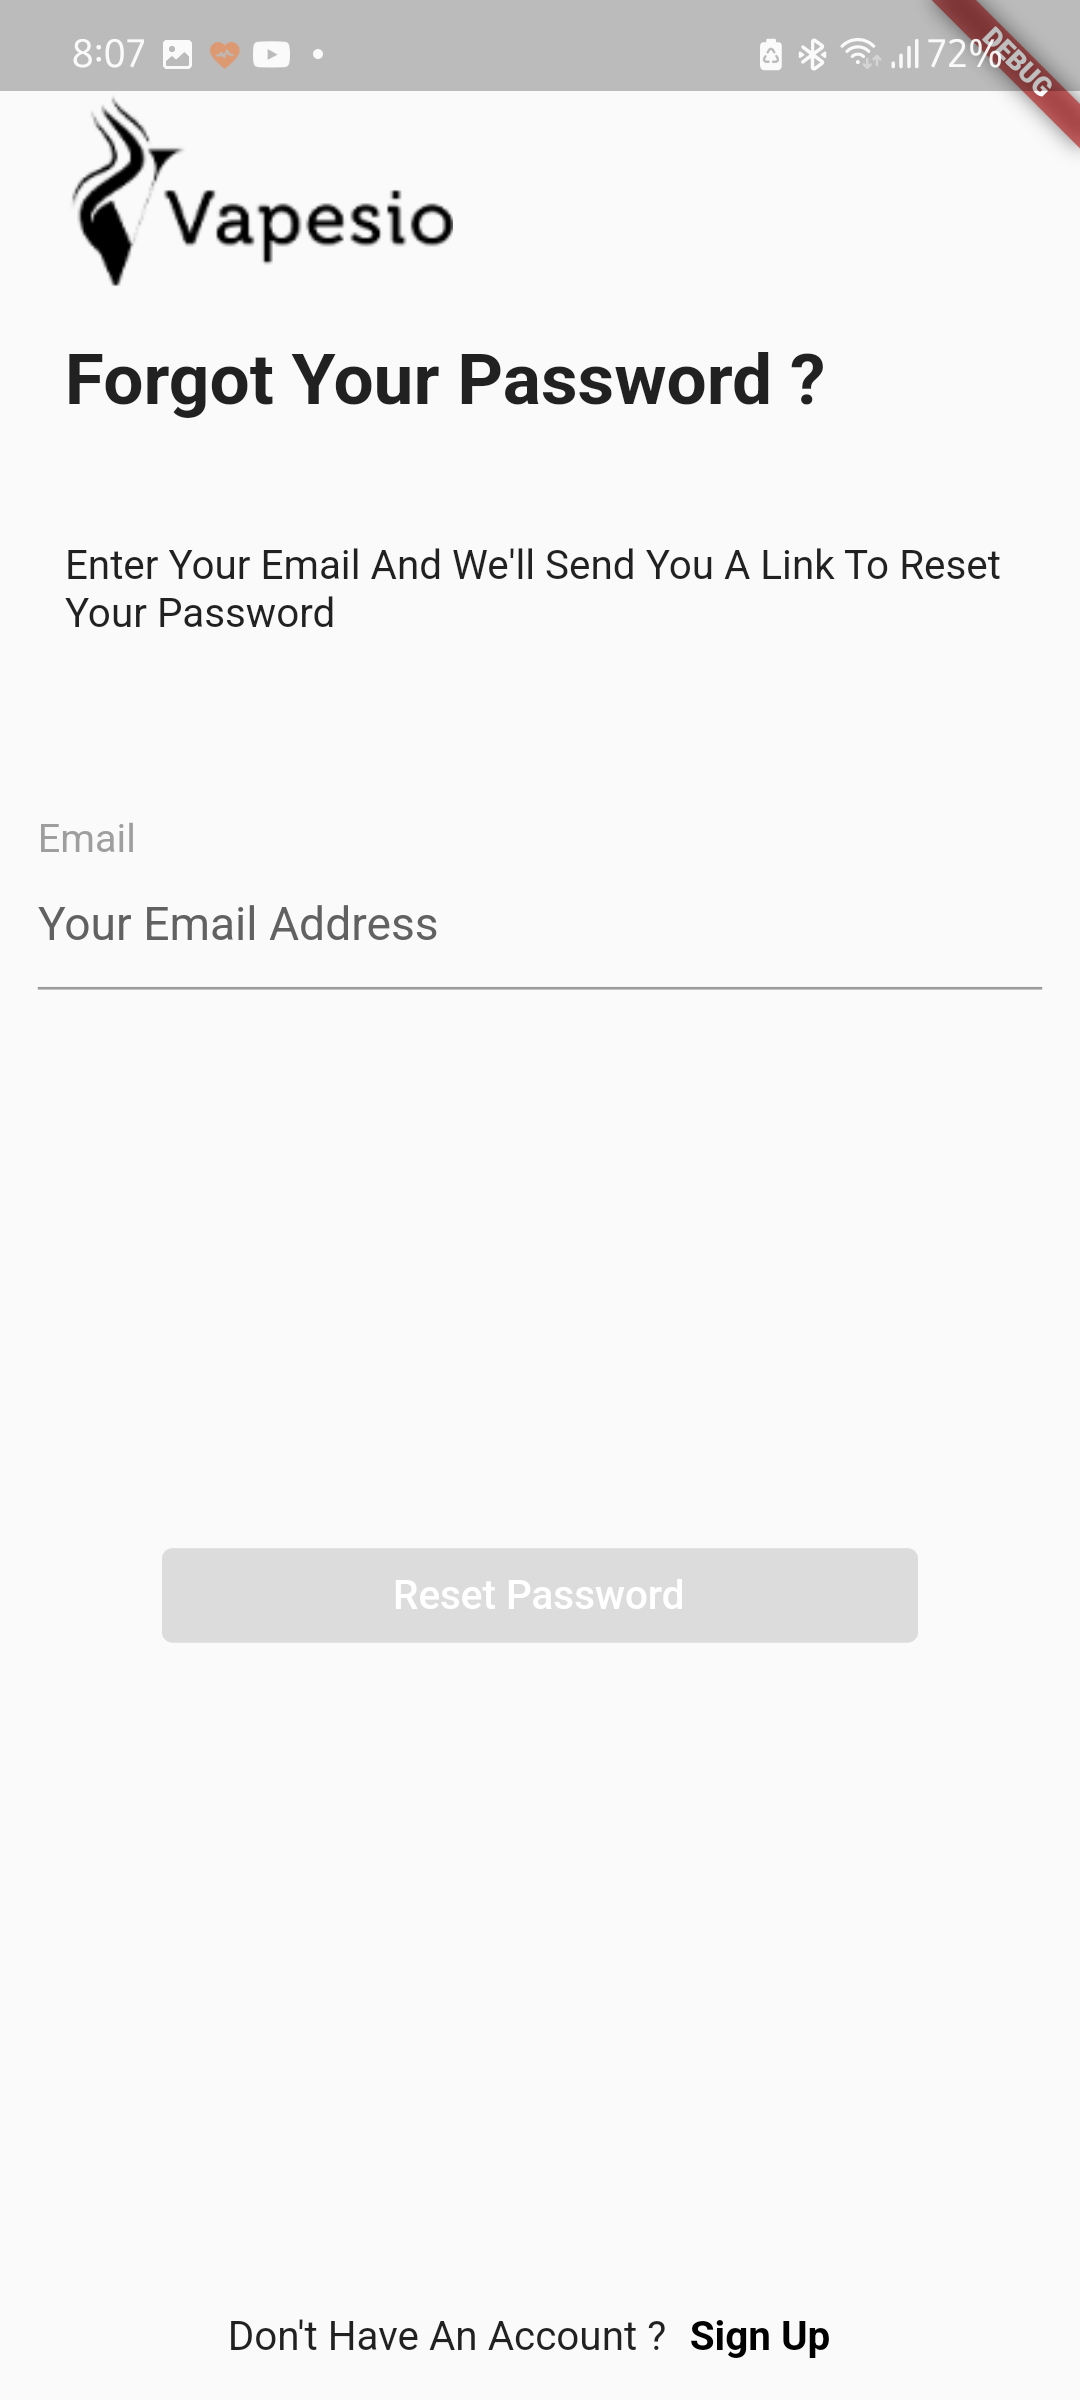 8:07
72%
DEBUG
Vapesio
Forgot Your Password ?
Enter Your Email And We'll Send You A Link To Reset
Your Password
Email
Your Email Address
Reset Password
Don't Have An Account ? Sign Up